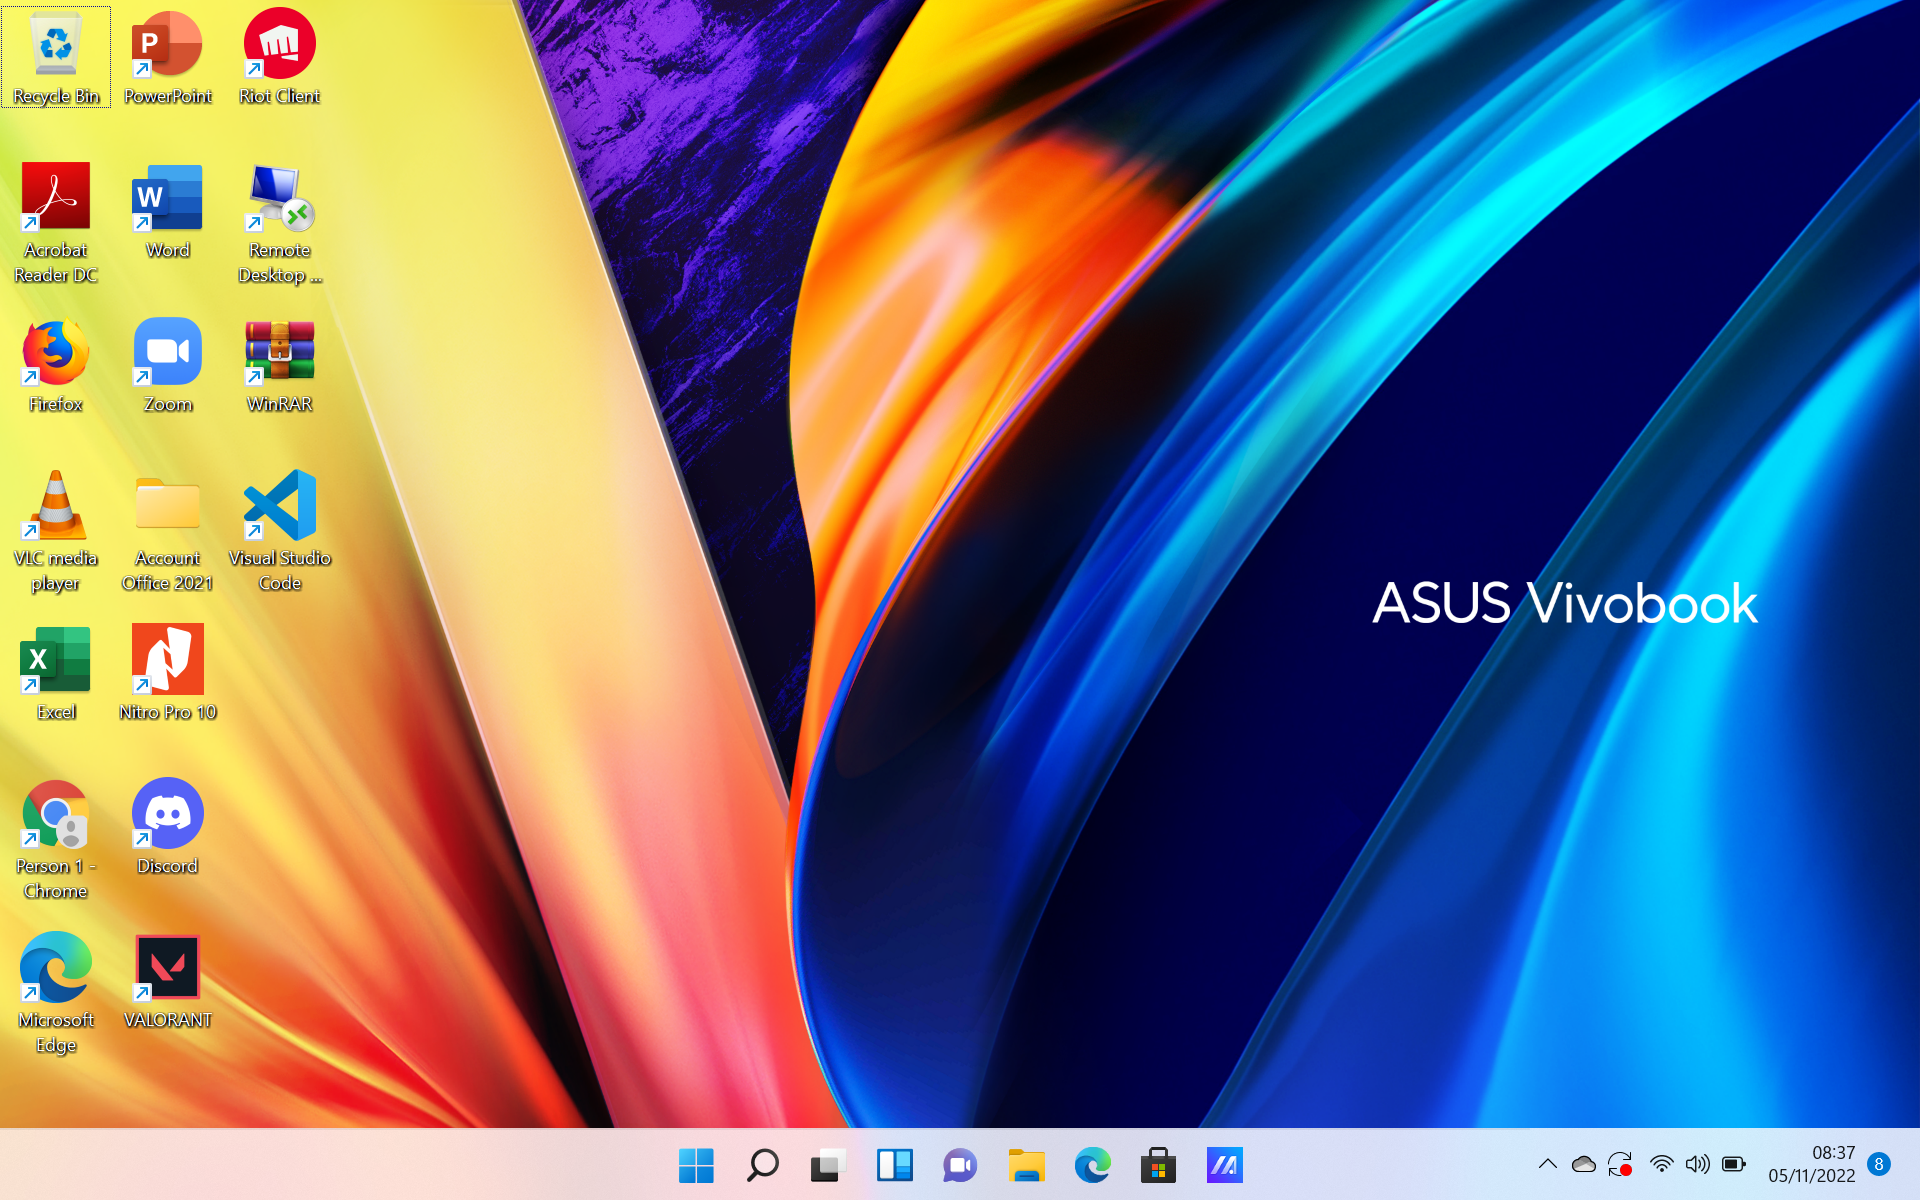 Recycle Bin
PowerPoint
Riot Client
Acrobat
Reader DC
Word
Remote
Desktop ...
Firefox
Zoom
WinRAR
VLC media
player
Account
Office 2021
Visual Studio
Code
Excel
Nitro Pro 10
Person 1 -
Chrome
Discord
Microsoft
Edge
VALORANT
ASUS Vivobook
08:37
05/11/2022
8
P
W
X